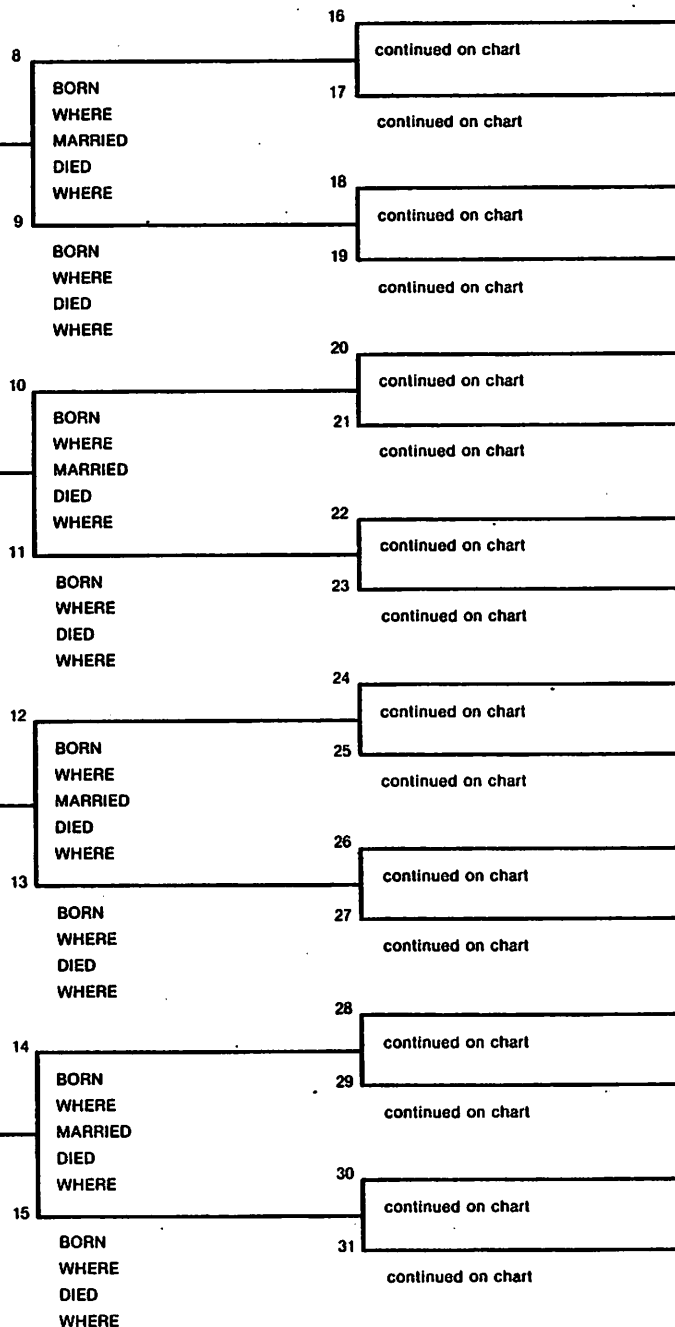 16
continued on chart
8
17
BORN
WHERE
continued on chart
MARRIED
DIED
WHERE
18
continued on chart
9
19
BORN
WHERE
continued on chart
DIED
WHERE
20
continued on chart
10
21
BORN
WHERE
continued on chart
MARRIED
DIED
WHERE
22
continued on chart
11
23
BORN
WHERE
continued on chart
DIED
WHERE
24
continued on chart
12
25
BORN
WHERE
continued on chart
MARRIED
DIED
WHERE
26
continued on chart
13
27
BORN
WHERE
continued on chart
DIED
WHERE
28
continued on chart
14
29
BORN
WHERE
continued on chart
MARRIED
DIED
WHERE
30
continued on chart
15
31
BORN
WHERE
continued on chart
DIED
WHERE